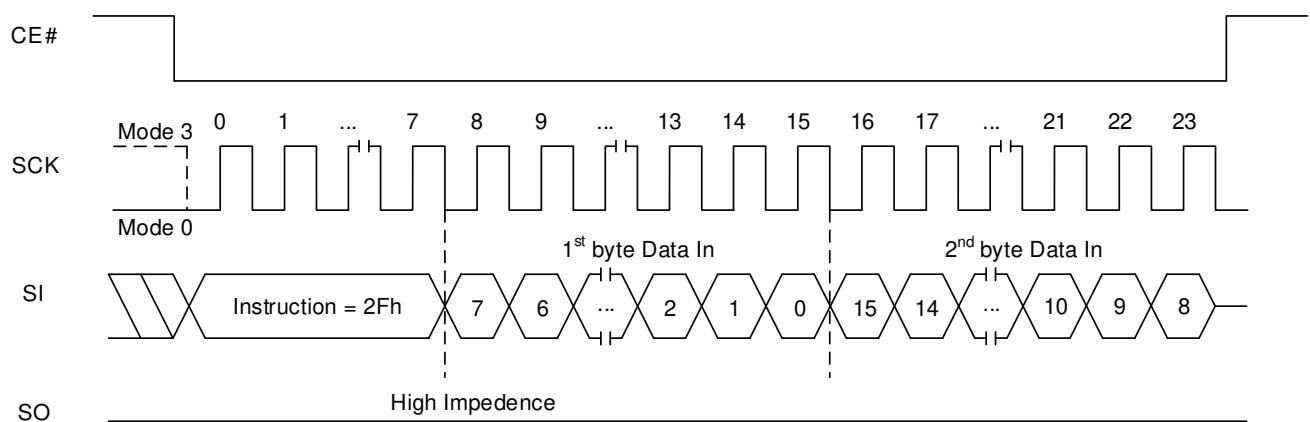 CE#
0 1 ... 7 8 9 ... 13 14 15 16 17 ... 21 22 23
Mode 3
SCK
Mode 0
1st byte Data In 2nd byte Data In
SI Instruction = 2Fh 7 6 ... 2 1 0 15 14 ... 10 9 8
High Impedence
SO